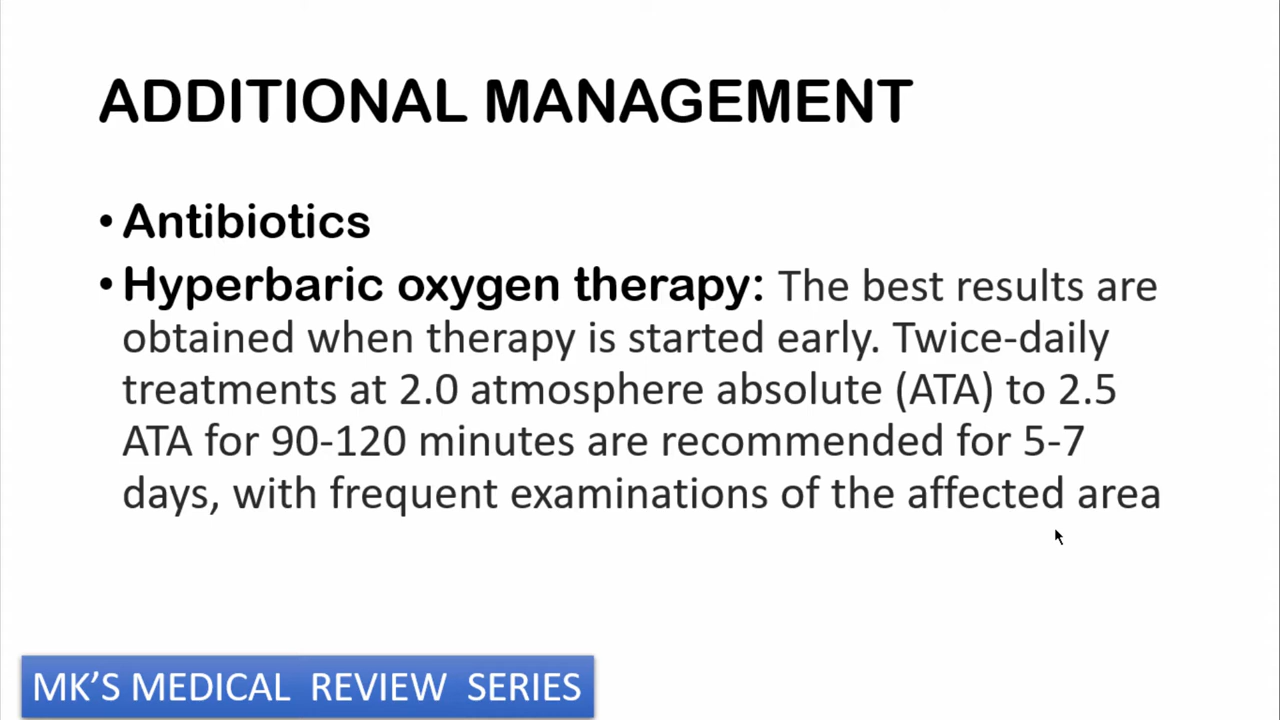 ADDITIONAL MANAGEMENT
• Antibiotics
• Hyperbaric oxygen therapy: The best results are
obtained when therapy is started early. Twice-daily
treatments at 2.0 atmosphere absolute (ATA) to 2.5
ATA for 90-120 minutes are recommended for 5-7
days, with frequent examinations of the affected area
MK'S MEDICAL REVIEW SERIES